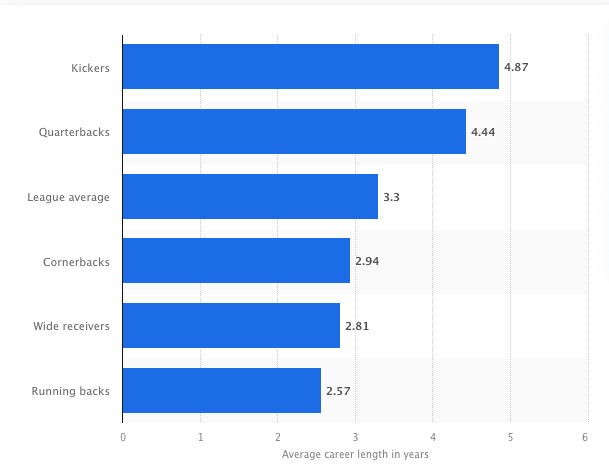 Kickers 4.87
Quarterbacks 4.44
League average 3.3
Cornerbacks 2.94
Wide receivers 2.81
Running backs 2.57
0 1 2 3 4 5 6
Average career length in years